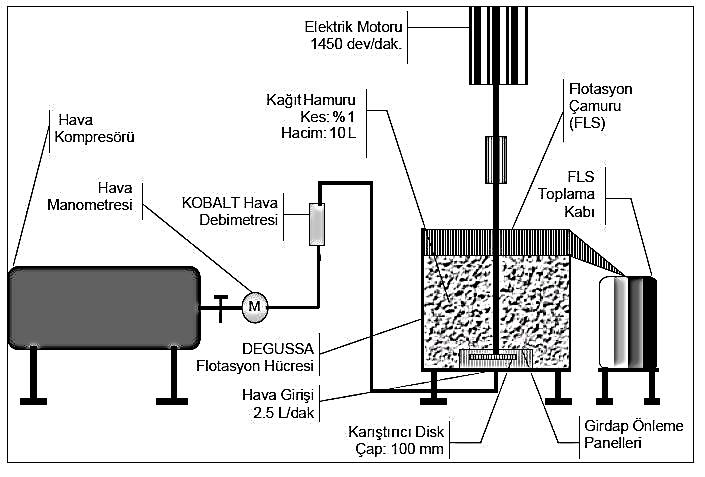 Elektrik Motoru
1450 dev/dak.
Flotasyon
Çamuru
(FLS)
Kağıt Hamuru
Kes: %1
Hacim: 10 L
Hava
Kompresörü
FLS
Toplama
Kabı
Hava
Manometresi
KOBALT Hava
Debimetresi
M
DEGUSSA
Flotasyon Hücresi
Hava Girişi
2.5 L/dak
Karıştırıcı Disk
Çap: 100 mm
Girdap Önleme
Panelleri